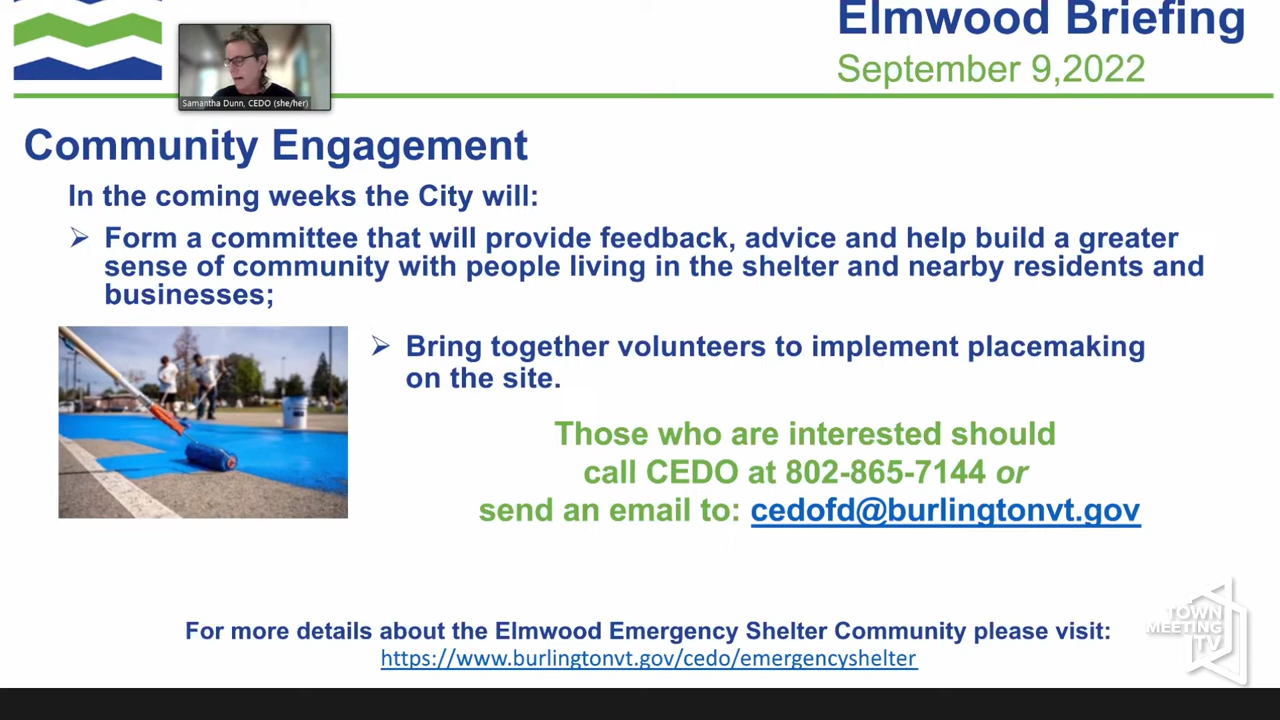 Elmwood Briefing
September 9,2022
Samantha Dunn, CEDO (she/her)
Community Engagement
In the coming weeks the City will:
Form a committee that will provide feedback, advice and help build a greater
sense of community with people living in the shelter and nearby residents and
businesses;
Bring together volunteers to implement placemaking
on the site.
Those who are interested should
call CEDO at 802-865-7144 or
send an email to: cedofd@burlingtonvt.gov
For more details about the Elmwood Emergency Shelter Community please visit:
https://www.burlingtonvt.gov/cedo/emergencyshelter
TOWN
MEETING
TV